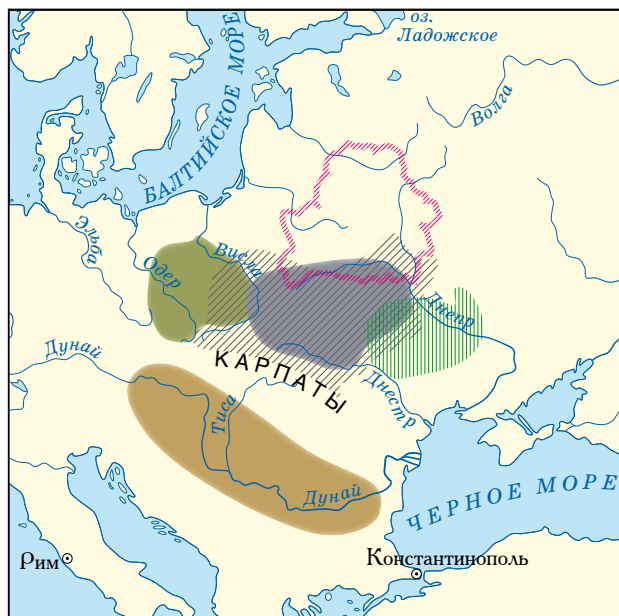 оз.
Ладожское
Волга
БАЛТИЙСКОЕ МОРЕ
Эльба
Одер
Висла
Днепр
Дунай
КАРПАТЫ
Днестр
Тиса
Дунай
ЧЕРНОЕ МОРЕ
Рим
Константинополь